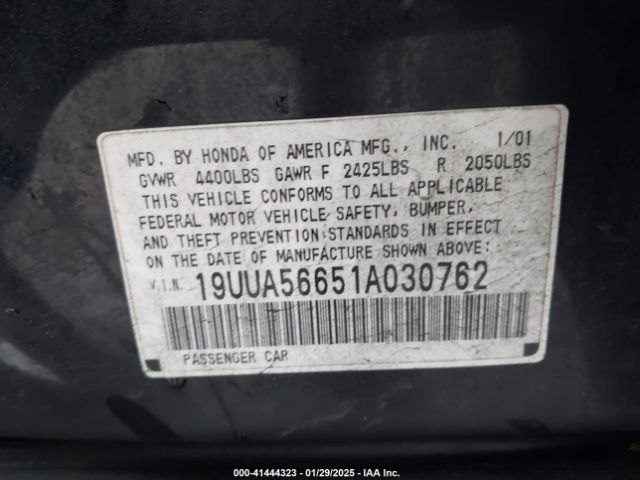 MFD. BY HONDA OF AMERICA MFG., INC. 1/01
GVWR 4400LBS GAWR F 2425LBS R 2050LBS
THIS VEHICLE CONFORMS TO ALL APPLICABLE
FEDERAL MOTOR VEHICLE SAFETY, BUMPER,
AND THEFT PREVENTION STANDARDS IN EFFECT
ON THE DATE OF MANUFACTURE SHOWN ABOVE:
V.I.N. 19UUA56651A030762
PASSENGER CAR
000-41444323 - 01/29/2025 - IAA Inc.